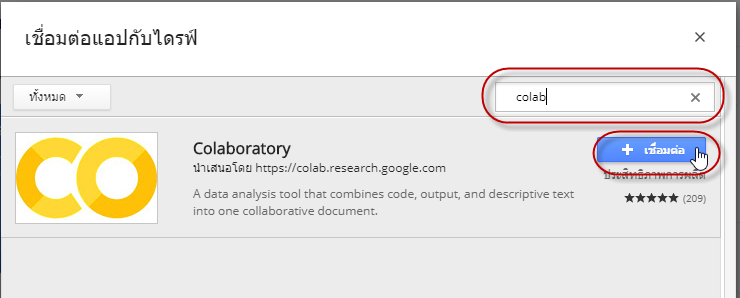 เชื่อมต่อแอปกับไดรฟ์
ทั้งหมด
colab
Colaboratory
นำเสนอโดย https://colab.research.google.com
A data analysis tool that combines code, output, and descriptive text
into one collaborative document.
เชื่อมต่อ
ประสิทธิภาพการผลิต
(209)